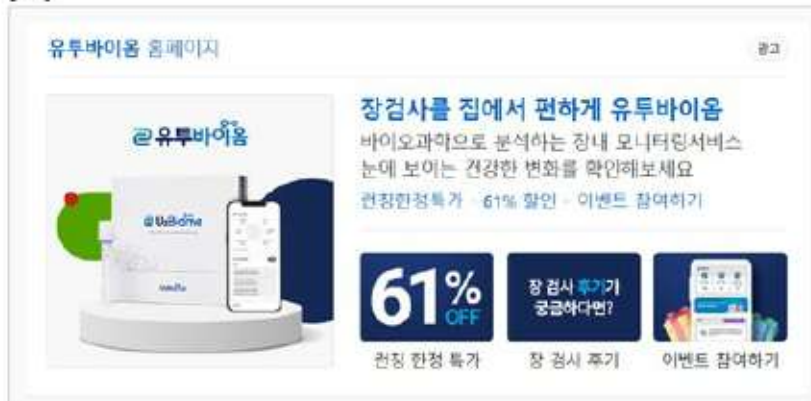 유투바이옴 홈페이지
광고
유투바이옴
U2Biome
장검사를 집에서 편하게 유투바이옴
바이오과학으로 분석하는 장내 모니터링서비스
눈에 보이는 건강한 변화를 확인해보세요
런칭한정특가 · 61% 할인 · 이벤트 참여하기
61%
OFF
장 검사 후기가
궁금하다면?
런칭 한정 특가
장 검사 후기
이벤트 참여하기